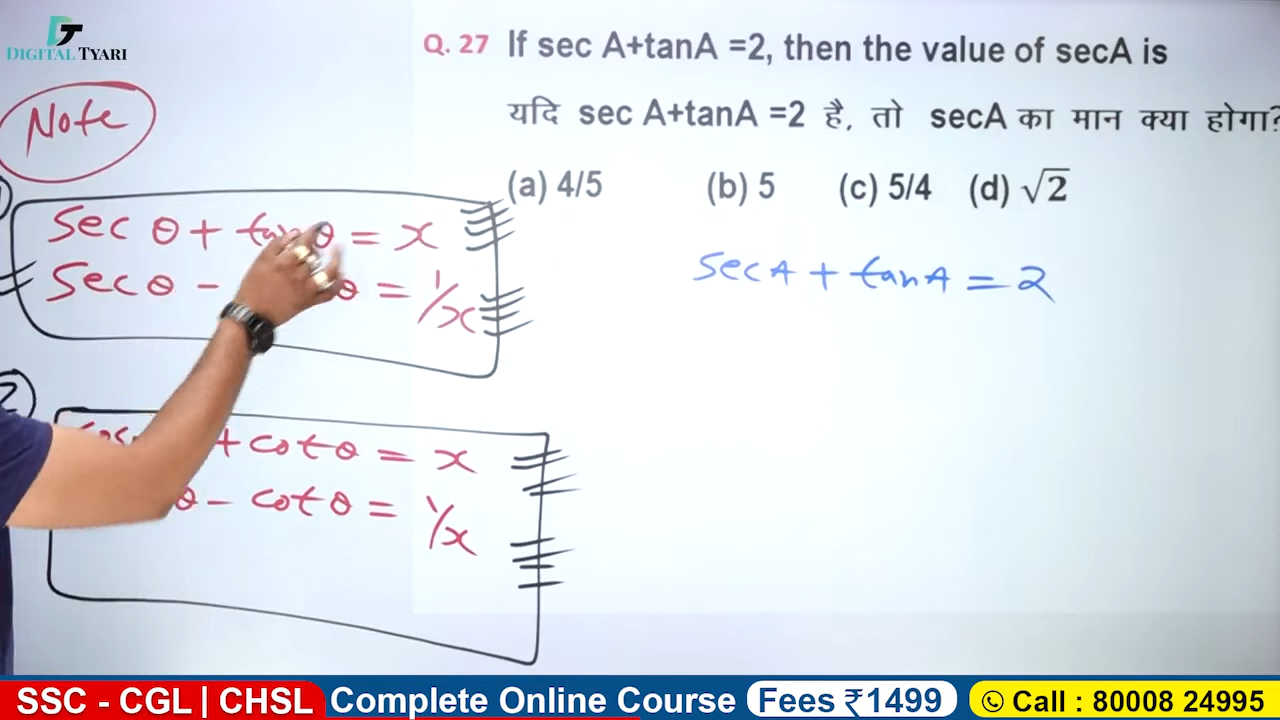 DIGITAL TYARI
Q. 27 If sec A+tanA =2, then the value of secA is
यदि sec A+tanA =2 है, तो secA का मान क्या होगा?
(a) 4/5 (b) 5 (c) 5/4 (d) √2
Note
sec θ + tanθ = x
secθ - θ = 1/x
secA + tanA = 2
2
+ cotθ = x
θ - cotθ = 1/x
SSC - CGL | CHSL Complete Online Course Fees ₹1499 Call : 80008 24995